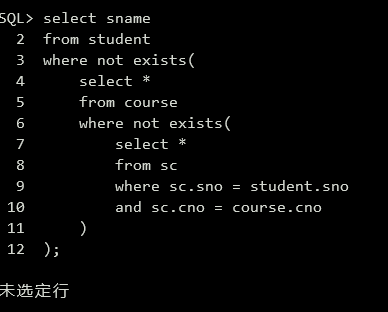 SQL> select sname
2 from student
3 where not exists(
4 select *
5 from course
6 where not exists(
7 select *
8 from sc
9 where sc.sno = student.sno
10 and sc.cno = course.cno
11 )
12 );
未选定行